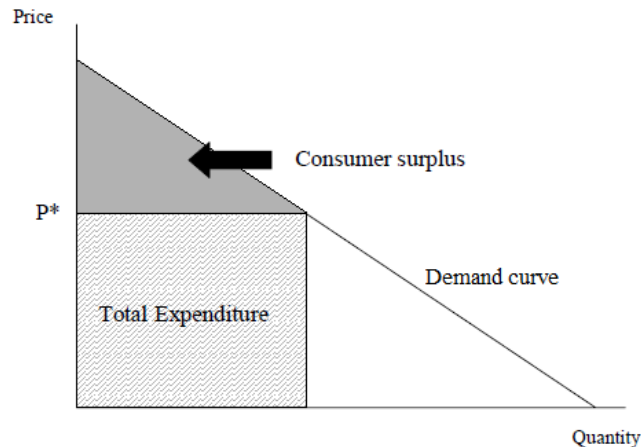 Price
Consumer surplus
P*
Demand curve
Total Expenditure
Quantity